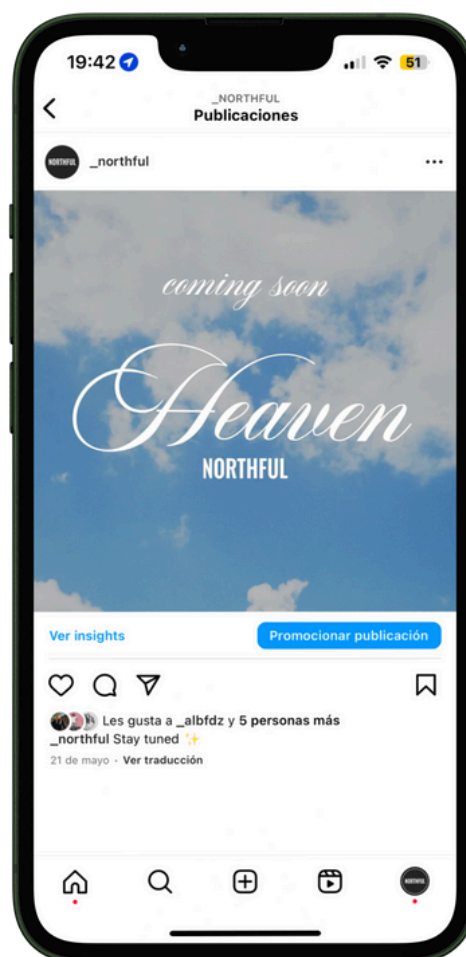 19:42
51
_NORTHFUL
Publicaciones
NORTHFUL
_northful
coming soon
Heaven
NORTHFUL
Ver insights
Promocionar publicación
Les gusta a _albfdz y 5 personas más
_northful Stay tuned ✨
21 de mayo · Ver traducción
NORTHFUL